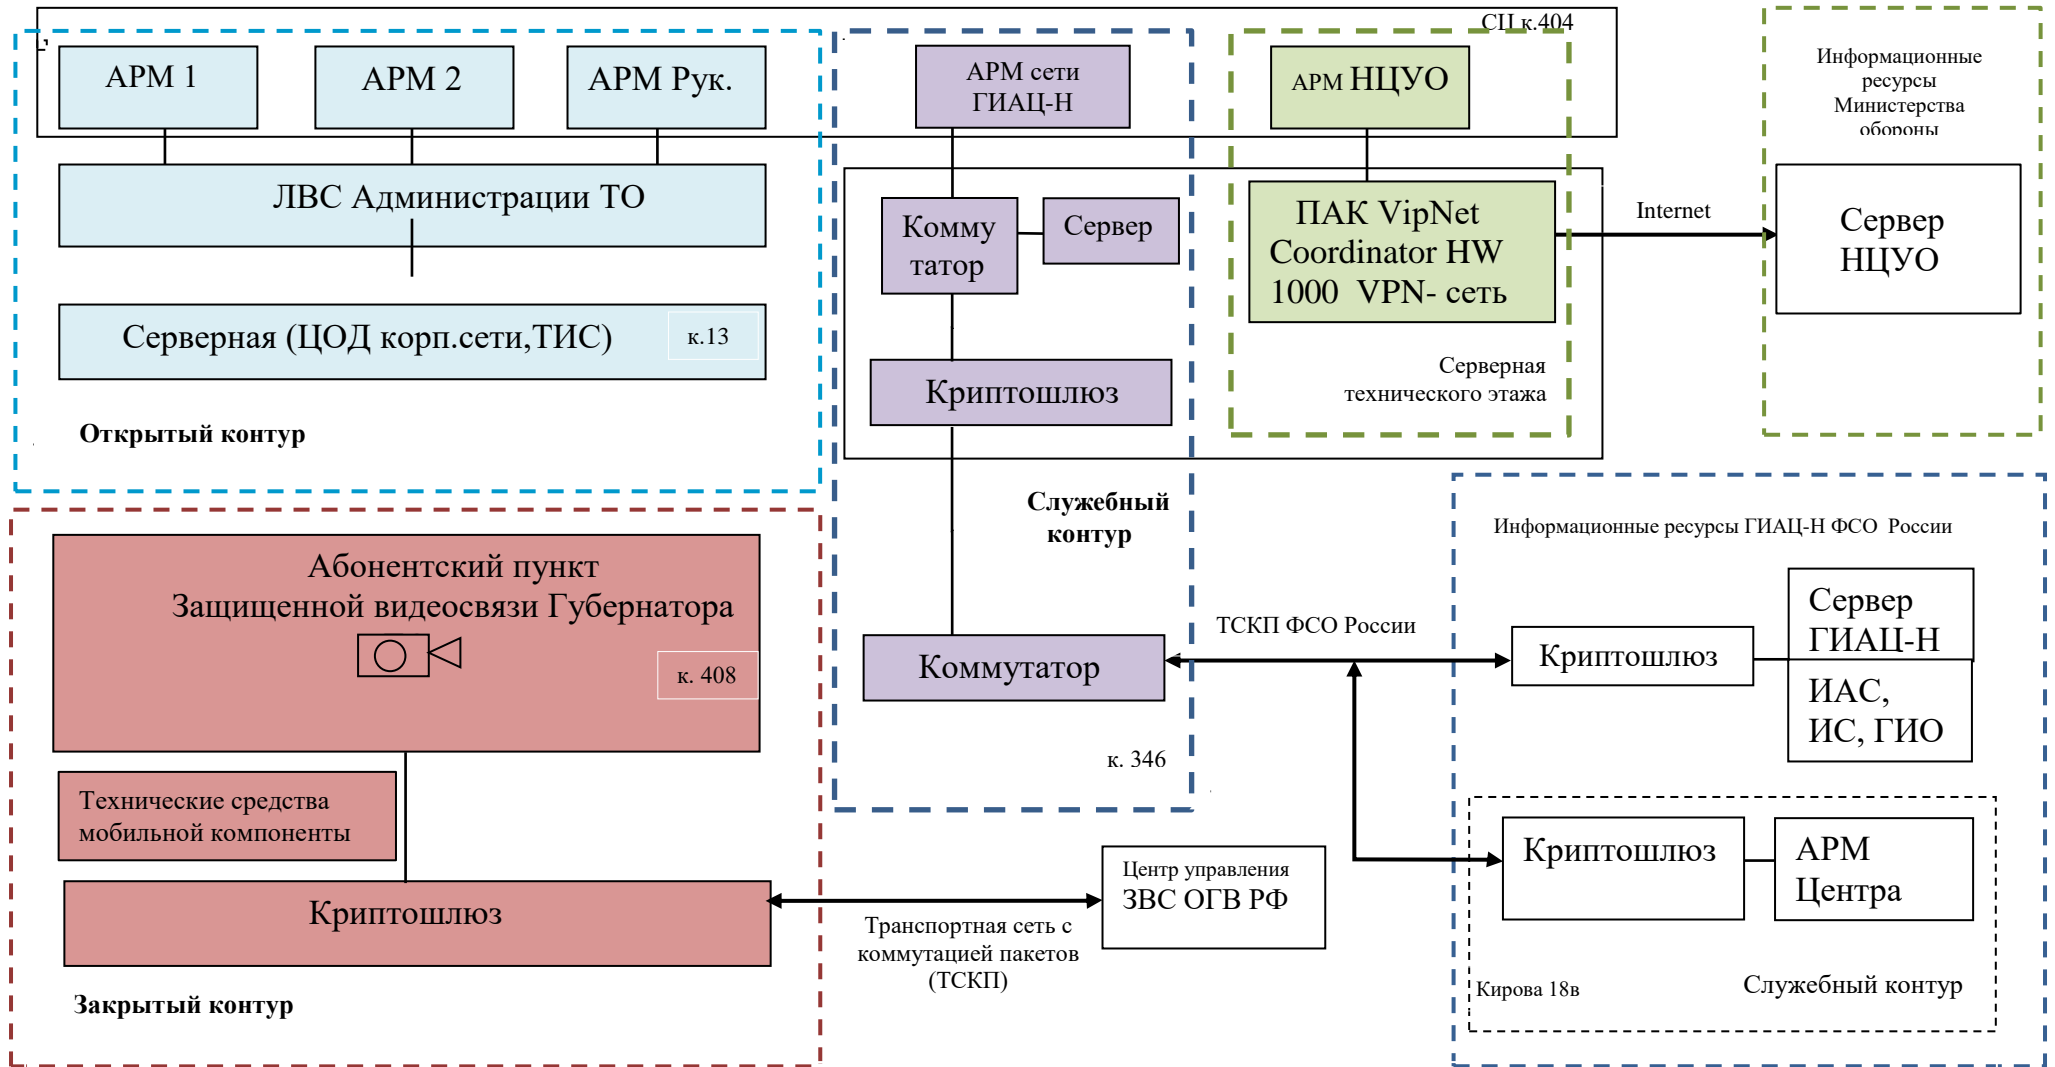 СЦ к.404
АРМ 1
АРМ 2
АРМ Рук.
ЛВС Администрации ТО
Серверная (ЦОД корп.сети,ТИС)
к.13
Открытый контур
АРМ сети
ГИАЦ-Н
Комму
татор
Сервер
Криптошлюз
Служебный
контур
Коммутатор
к. 346
АРМ НЦУО
ПАК VipNet
Coordinator HW
1000 VPN- сеть
Серверная
технического этажа
Internet
Информационные
ресурсы
Министерства
обороны
Сервер
НЦУО
Абонентский пункт
Защищенной видеосвязи Губернатора
к. 408
Технические средства
мобильной компоненты
Криптошлюз
Закрытый контур
Транспортная сеть с
коммутацией пакетов
(ТСКП)
Центр управления
ЗВС ОГВ РФ
ТСКП ФСО России
Информационные ресурсы ГИАЦ-Н ФСО России
Криптошлюз
Сервер
ГИАЦ-Н
ИАС,
ИС, ГИО
Криптошлюз
АРМ
Центра
Кирова 18в
Служебный контур